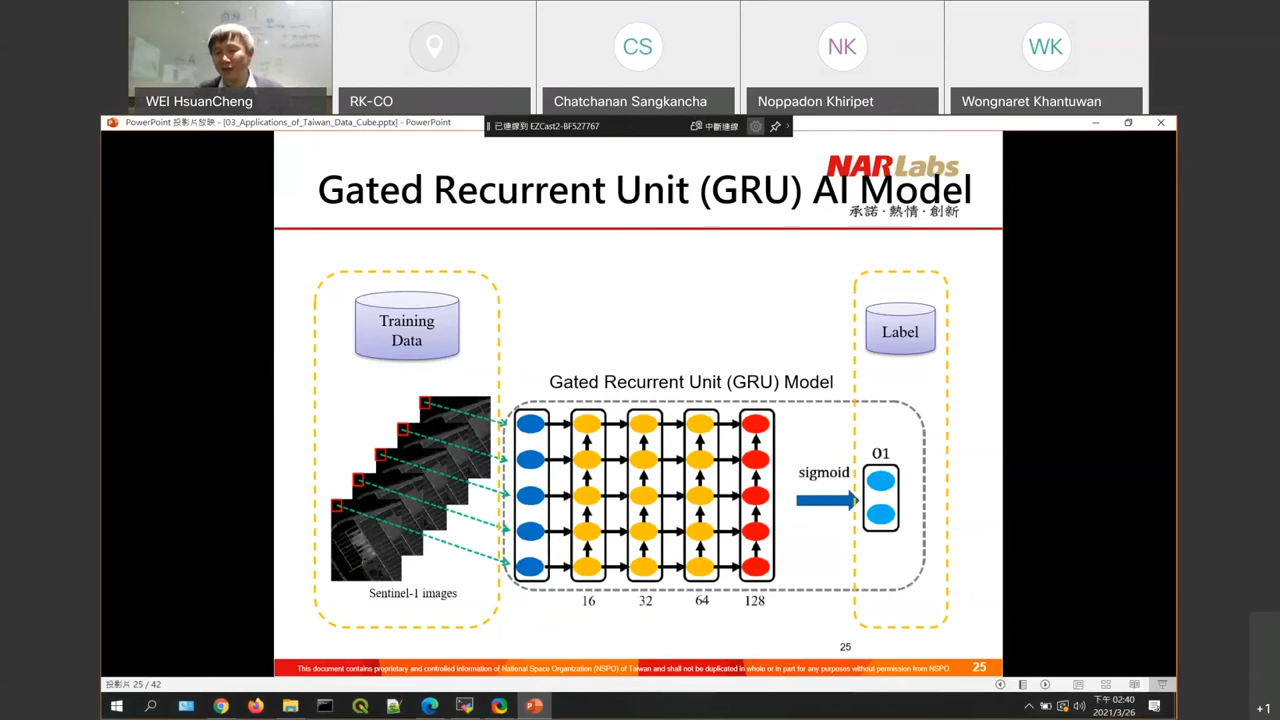 CS
NK
WK
WEI HsuanCheng
RK-CO
Chatchanan Sangkancha
Noppadon Khiripet
Wongnaret Khantuwan
PowerPoint 投影片放映 - [03_Applications_of_Taiwan_Data_Cube.pptx] - PowerPoint
已連線到 EZCast2-BF527767
中斷連線
NARLabs
Gated Recurrent Unit (GRU) AI Model
承諾·熱情·創新
Training
Data
Label
Gated Recurrent Unit (GRU) Model
O1
sigmoid
Sentinel-1 images
16
32
64
128
25
This document contains proprietary and controlled information of National Space Organization (NSPO) of Taiwan and shall not be duplicated in whole or in part for any purposes without permission from NSPO.
25
投影片 25 / 42
下午 02:40
2021/3/26
+1